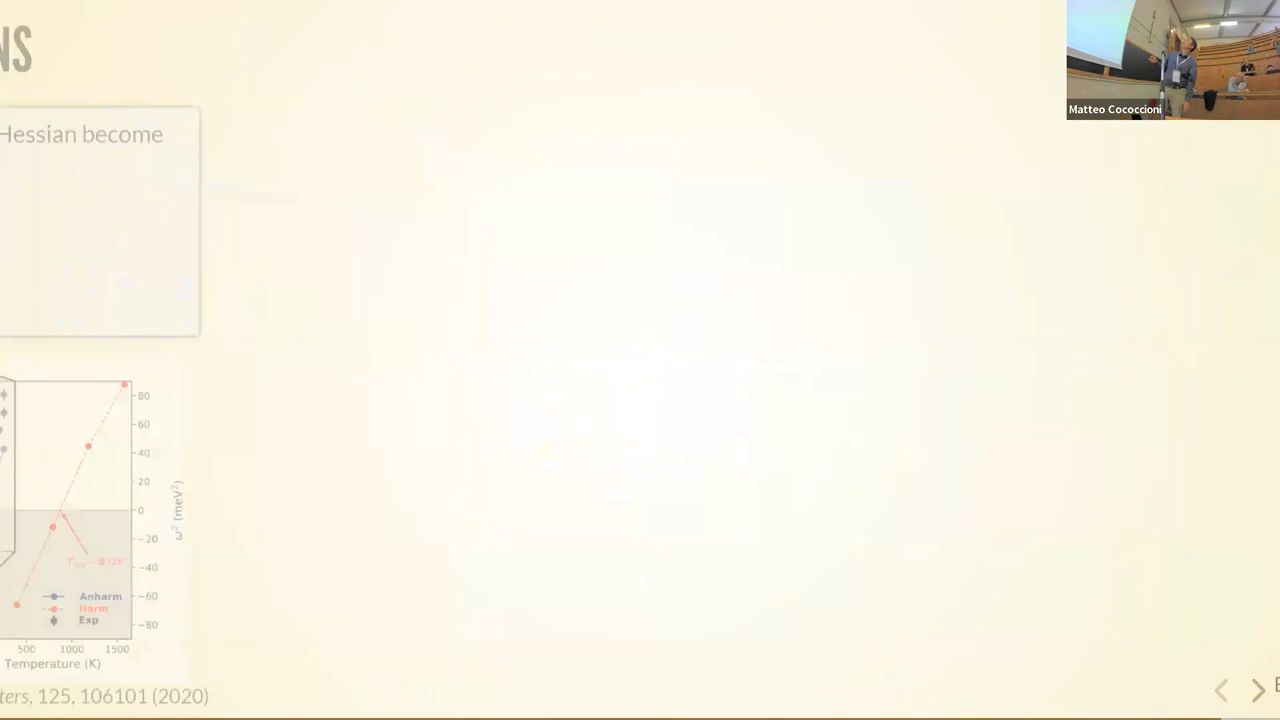 NS
Matteo Cococcioni
Hessian become
80
60
40
20
0
−20
−40
−60
−80
ω² (meV²)
Anharm
Harm
Exp
500 1000 1500
Temperature (K)
ters, 125, 106101 (2020)